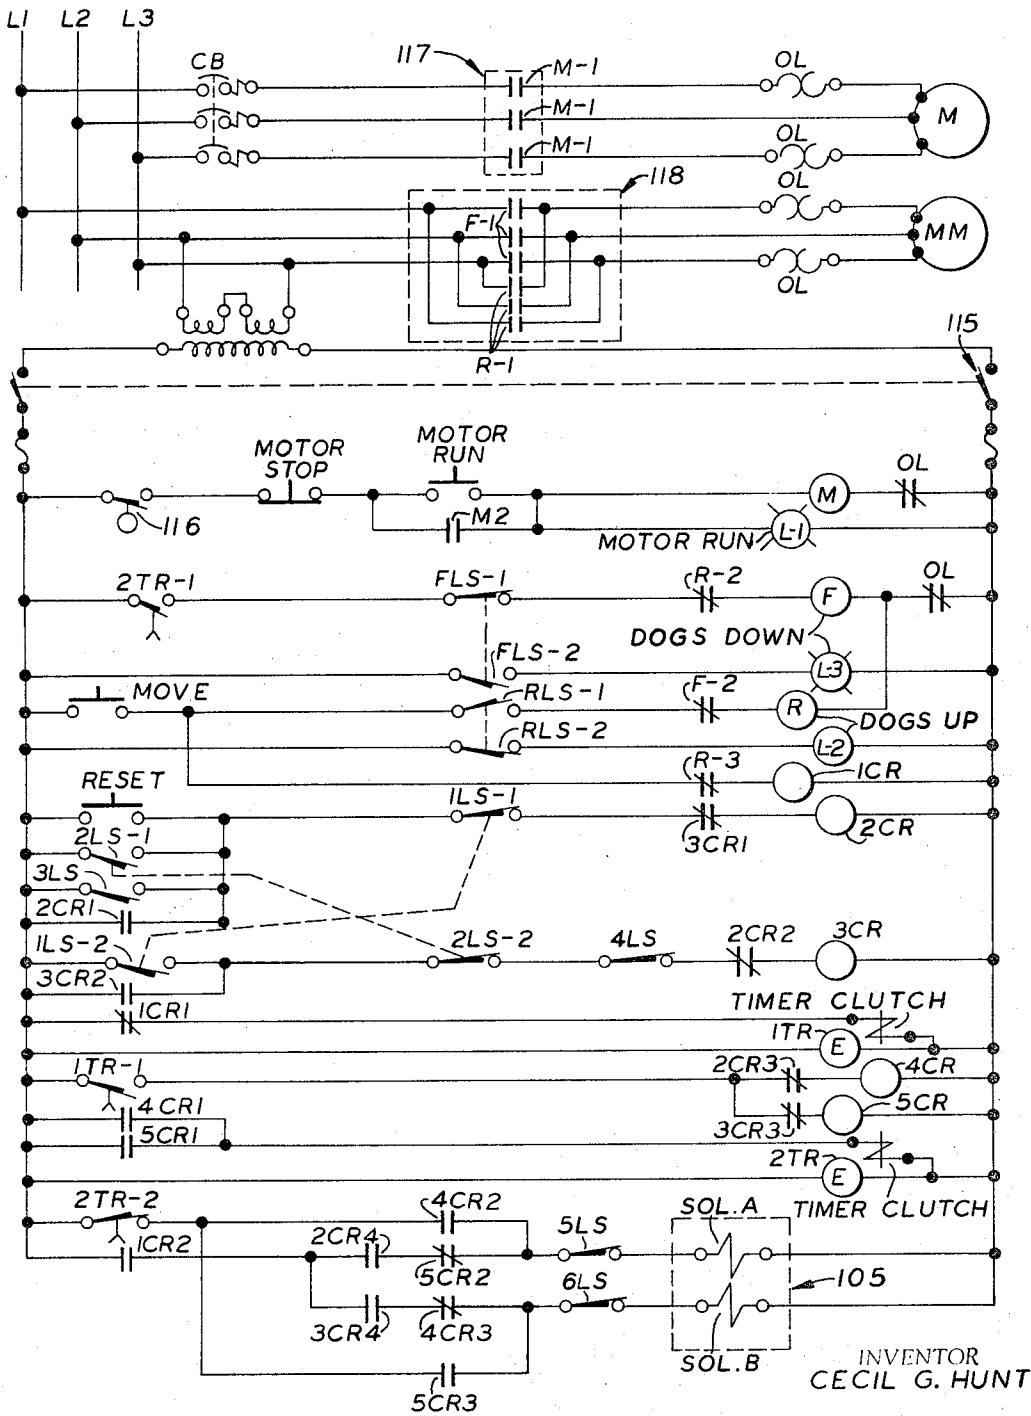 L1 L2 L3
CB
117
M-1
OL
M-1
M
M-1
OL
118
OL
F-1
MM
OL
R-1
115
MOTOR STOP
MOTOR RUN
OL
M
116
M2
L-1
MOTOR RUN
2TR-1
FLS-1
R-2
F
OL
DOGS DOWN
FLS-2
L-3
MOVE
RLS-1
F-2
R
DOGS UP
RLS-2
L-2
R-3
1CR
RESET
1LS-1
3CR1
2CR
2LS-1
3LS
2CR1
1LS-2
2LS-2
4LS
2CR2
3CR
3CR2
1CR1
TIMER CLUTCH
1TR
E
1TR-1
2CR3
4CR
4CR1
5CR
5CR1
3CR3
2TR
E
TIMER CLUTCH
2TR-2
4CR2
SOL.A
1CR2
2CR4
5CR2
5LS
6LS
105
3CR4
4CR3
SOL.B
5CR3
INVENTOR
CECIL G. HUNT